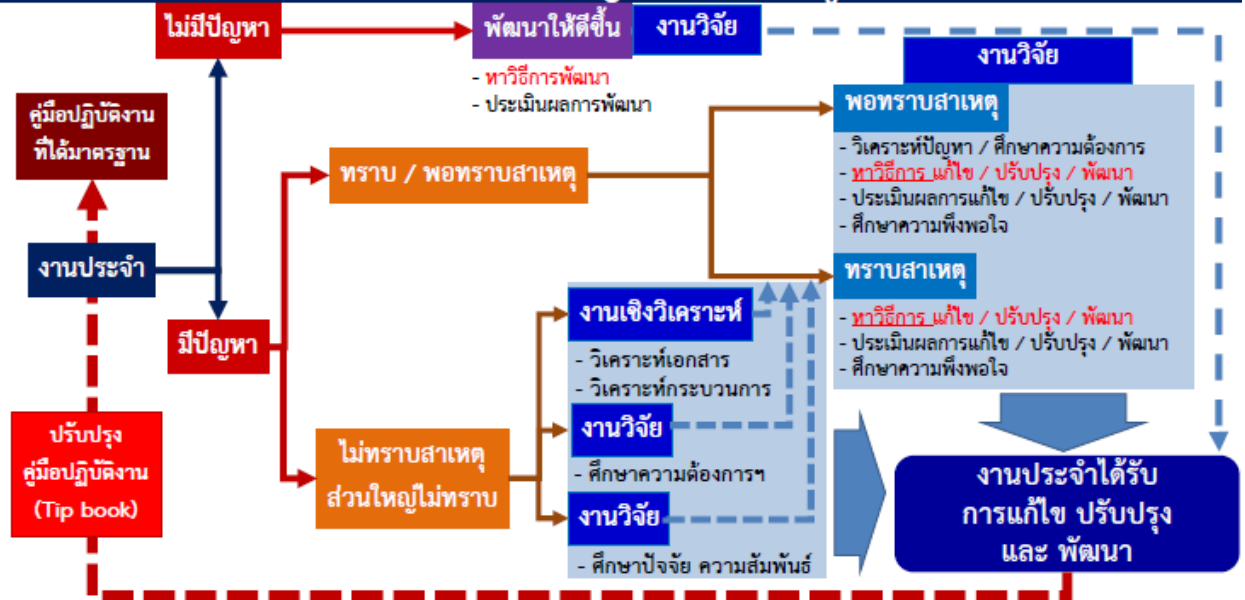 ไม่มีปัญหา
พัฒนาให้ดีขึ้น
งานวิจัย
- หาวิธีการพัฒนา
- ประเมินผลการพัฒนา
งานวิจัย
พอทราบสาเหตุ
- วิเคราะห์ปัญหา / ศึกษาความต้องการ
- หาวิธีการ แก้ไข / ปรับปรุง / พัฒนา
- ประเมินผลการแก้ไข / ปรับปรุง / พัฒนา
- ศึกษาความพึงพอใจ
ทราบสาเหตุ
- หาวิธีการ แก้ไข / ปรับปรุง / พัฒนา
- ประเมินผลการแก้ไข / ปรับปรุง / พัฒนา
- ศึกษาความพึงพอใจ
คู่มือปฏิบัติงาน
ที่ได้มาตรฐาน
ทราบ / พอทราบสาเหตุ
งานประจำ
มีปัญหา
งานเชิงวิเคราะห์
- วิเคราะห์เอกสาร
- วิเคราะห์กระบวนการ
งานวิจัย
- ศึกษาความต้องการฯ
งานวิจัย
- ศึกษาปัจจัย ความสัมพันธ์
ไม่ทราบสาเหตุ
ส่วนใหญ่ไม่ทราบ
ปรับปรุง
คู่มือปฏิบัติงาน
(Tip book)
งานประจำได้รับ
การแก้ไข ปรับปรุง
และ พัฒนา